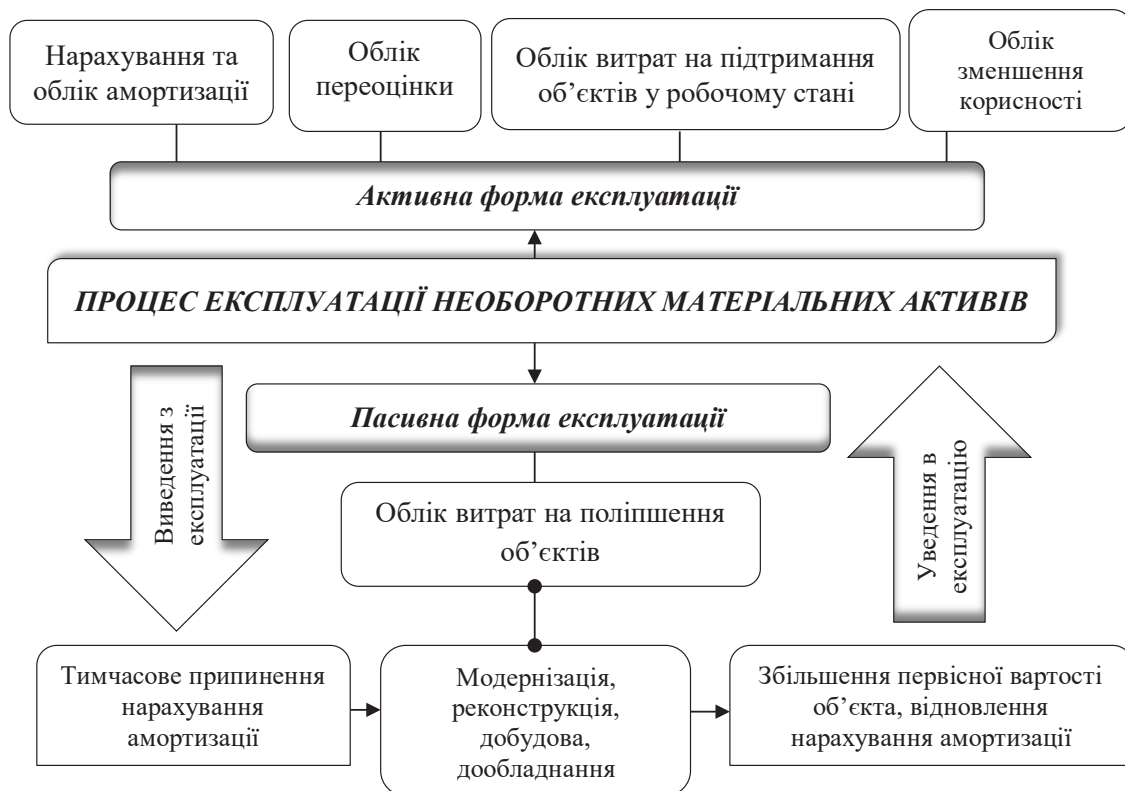 Нарахування та
облік амортизації
Облік
переоцінки
Облік витрат на підтримання
об’єктів у робочому стані
Облік
зменшення
корисності
Активна форма експлуатації
ПРОЦЕС ЕКСПЛУАТАЦІЇ НЕОБОРОТНИХ МАТЕРІАЛЬНИХ АКТИВІВ
Пасивна форма експлуатації
Виведення з
експлуатації
Облік витрат на поліпшення
об’єктів
Уведення в
експлуатацію
Тимчасове припинення
нарахування
амортизації
Модернізація,
реконструкція,
добудова,
дообладнання
Збільшення первісної вартості
об’єкта, відновлення
нарахування амортизації